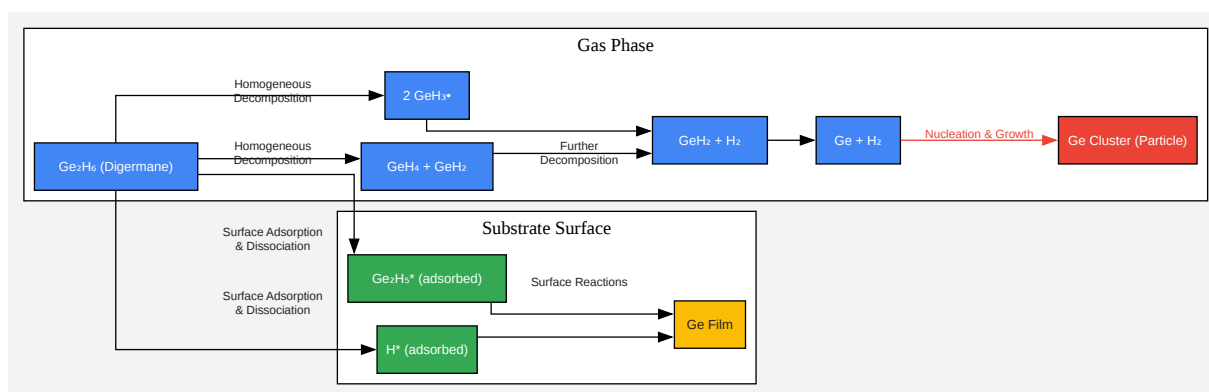 Gas Phase
Homogeneous
Decomposition
2 GeH₃•
Ge₂H₆ (Digermane)
Homogeneous
Decomposition
GeH₄ + GeH₂
Further
Decomposition
GeH₂ + H₂
Ge + H₂
Nucleation & Growth
Ge Cluster (Particle)
Substrate Surface
Surface Adsorption
& Dissociation
Ge₂H₅* (adsorbed)
Surface Reactions
Surface Adsorption
& Dissociation
Ge Film
H* (adsorbed)